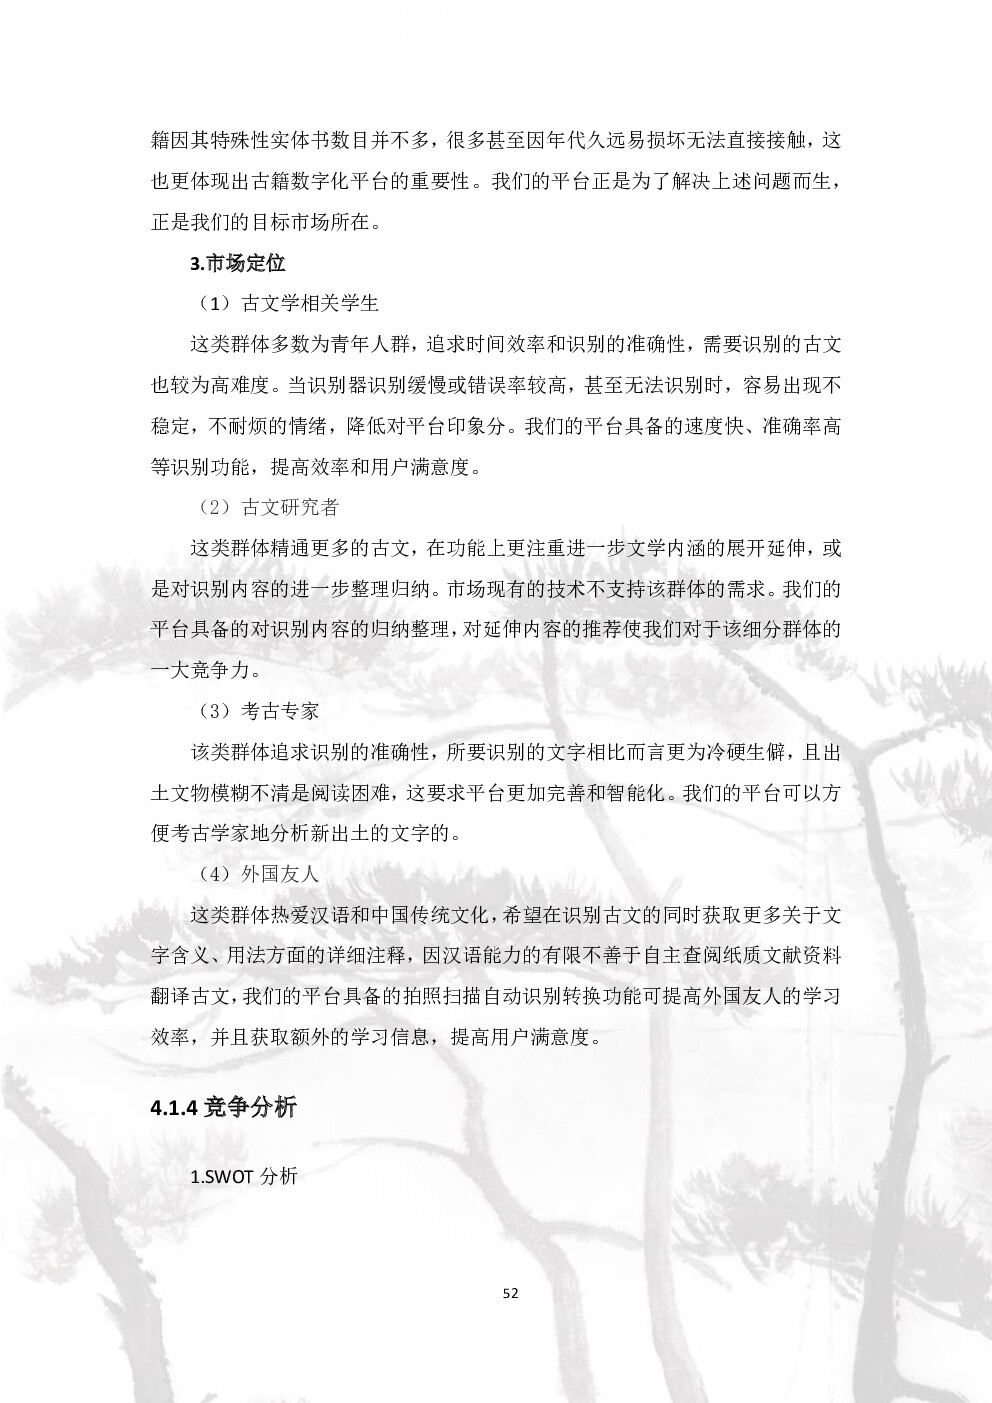 籍因其特殊性实体书数目并不多，很多甚至因年代久远易损坏无法直接接触，这
也更体现出古籍数字化平台的重要性。我们的平台正是为了解决上述问题而生，
正是我们的目标市场所在。
3.市场定位
（1）古文学相关学生
这类群体多数为青年人群，追求时间效率和识别的准确性，需要识别的古文
也较为高难度。当识别器识别缓慢或错误率较高，甚至无法识别时，容易出现不
稳定，不耐烦的情绪，降低对平台印象分。我们的平台具备的速度快、准确率高
等识别功能，提高效率和用户满意度。
（2）古文研究者
这类群体精通更多的古文，在功能上更注重进一步文学内涵的展开延伸，或
是对识别内容的进一步整理归纳。市场现有的技术不支持该群体的需求。我们的
平台具备的对识别内容的归纳整理，对延伸内容的推荐使我们对于该细分群体的
一大竞争力。
（3）考古专家
该类群体追求识别的准确性，所要识别的文字相比而言更为冷硬生僻，且出
土文物模糊不清是阅读困难，这要求平台更加完善和智能化。我们的平台可以方
便考古学家地分析新出土的文字的。
（4）外国友人
这类群体热爱汉语和中国传统文化，希望在识别古文的同时获取更多关于文
字含义、用法方面的详细注释，因汉语能力的有限不善于自主查阅纸质文献资料
翻译古文，我们的平台具备的拍照扫描自动识别转换功能可提高外国友人的学习
效率，并且获取额外的学习信息，提高用户满意度。
4.1.4 竞争分析
1.SWOT 分析
52